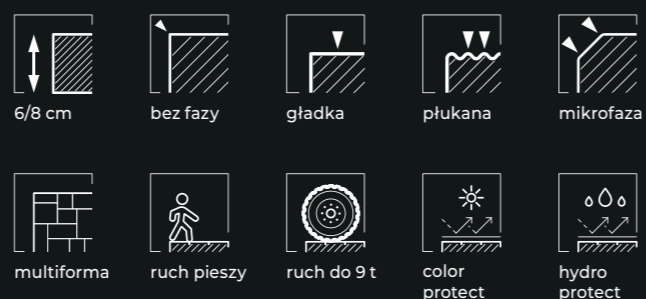 6/8 cm
bez fazy
gładka
płukana
mikrofaza
multiforma
ruch pieszy
ruch do 9 t
color
protect
hydro
protect